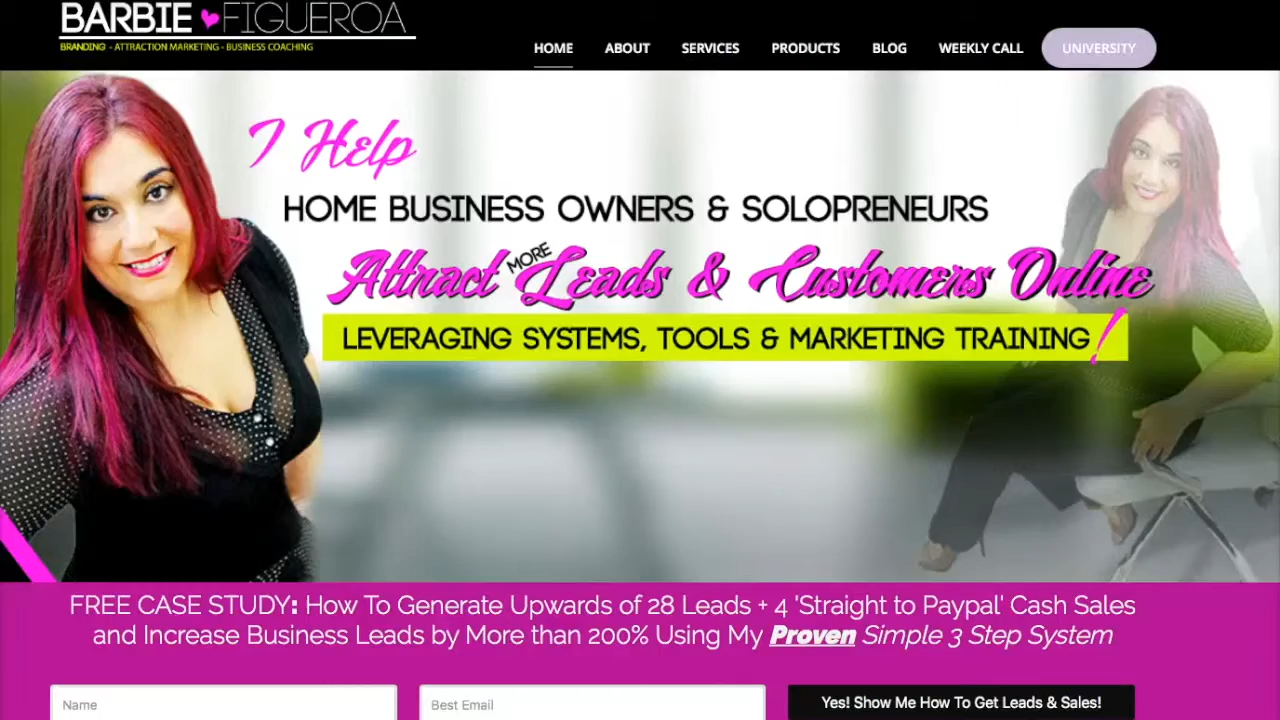 BARBIE FIGUEROA
BRANDING - ATTRACTION MARKETING - BUSINESS COACHING
HOME ABOUT SERVICES PRODUCTS BLOG WEEKLY CALL UNIVERSITY
I Help
HOME BUSINESS OWNERS & SOLOPRENEURS
Attract MORE Leads & Customers Online
LEVERAGING SYSTEMS, TOOLS & MARKETING TRAINING!
FREE CASE STUDY: How To Generate Upwards of 28 Leads + 4 'Straight to Paypal' Cash Sales
and Increase Business Leads by More than 200% Using My Proven Simple 3 Step System
Name Best Email Yes! Show Me How To Get Leads & Sales!